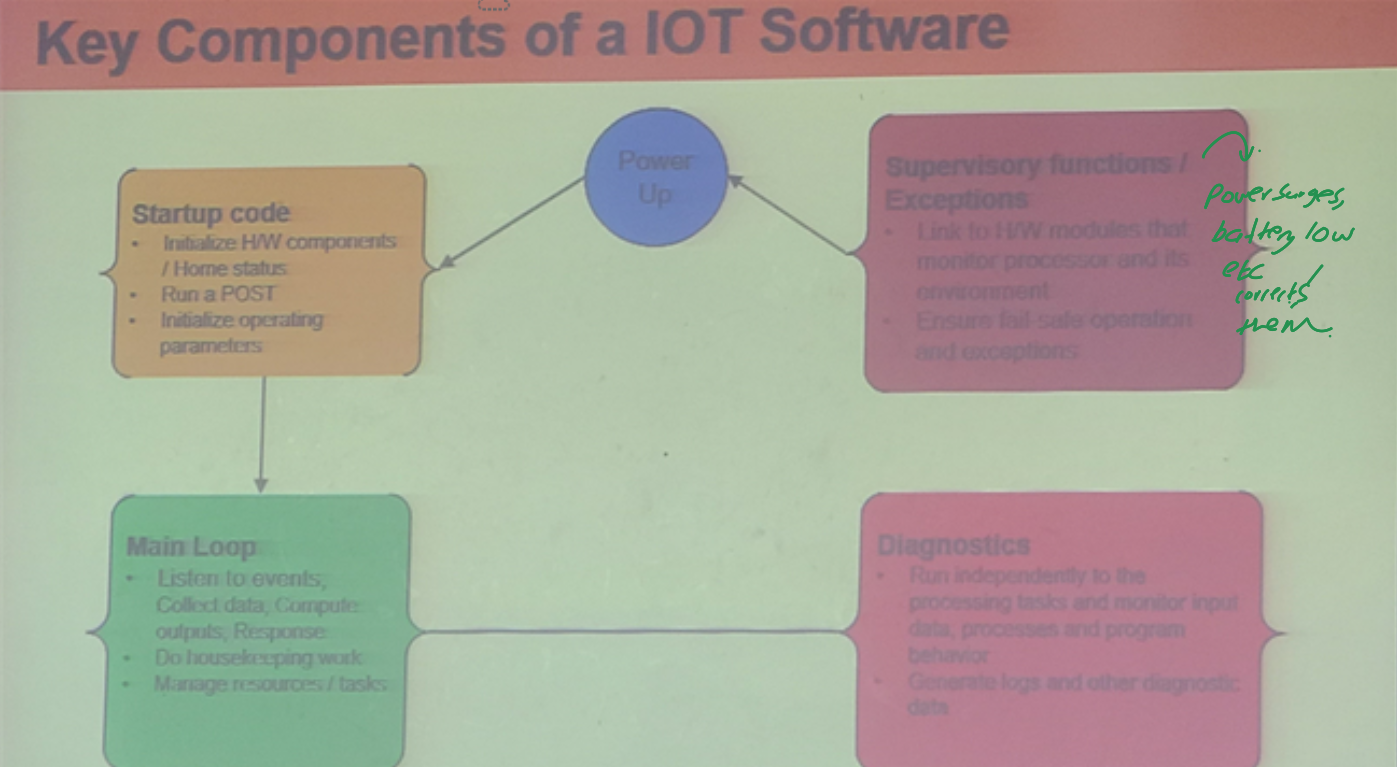 Key Components of a IOT Software
Power
Up
Supervisory functions /
Exceptions
• Link to H/W modules that
monitor processor and its
environment
• Ensure fail safe operation
and exceptions
Power surges,
battery low
etc
corrects
them.
Startup code
• Initialize H/W components
/ Home status
• Run a POST
• Initialize operating
parameters
Main Loop
• Listen to events,
Collect data, Compute
outputs, Response
• Do housekeeping work
• Manage resources / tasks
Diagnostics
• Run independently to the
processing tasks and monitor input
data, processes and program
behavior
• Generate logs and other diagnostic
data